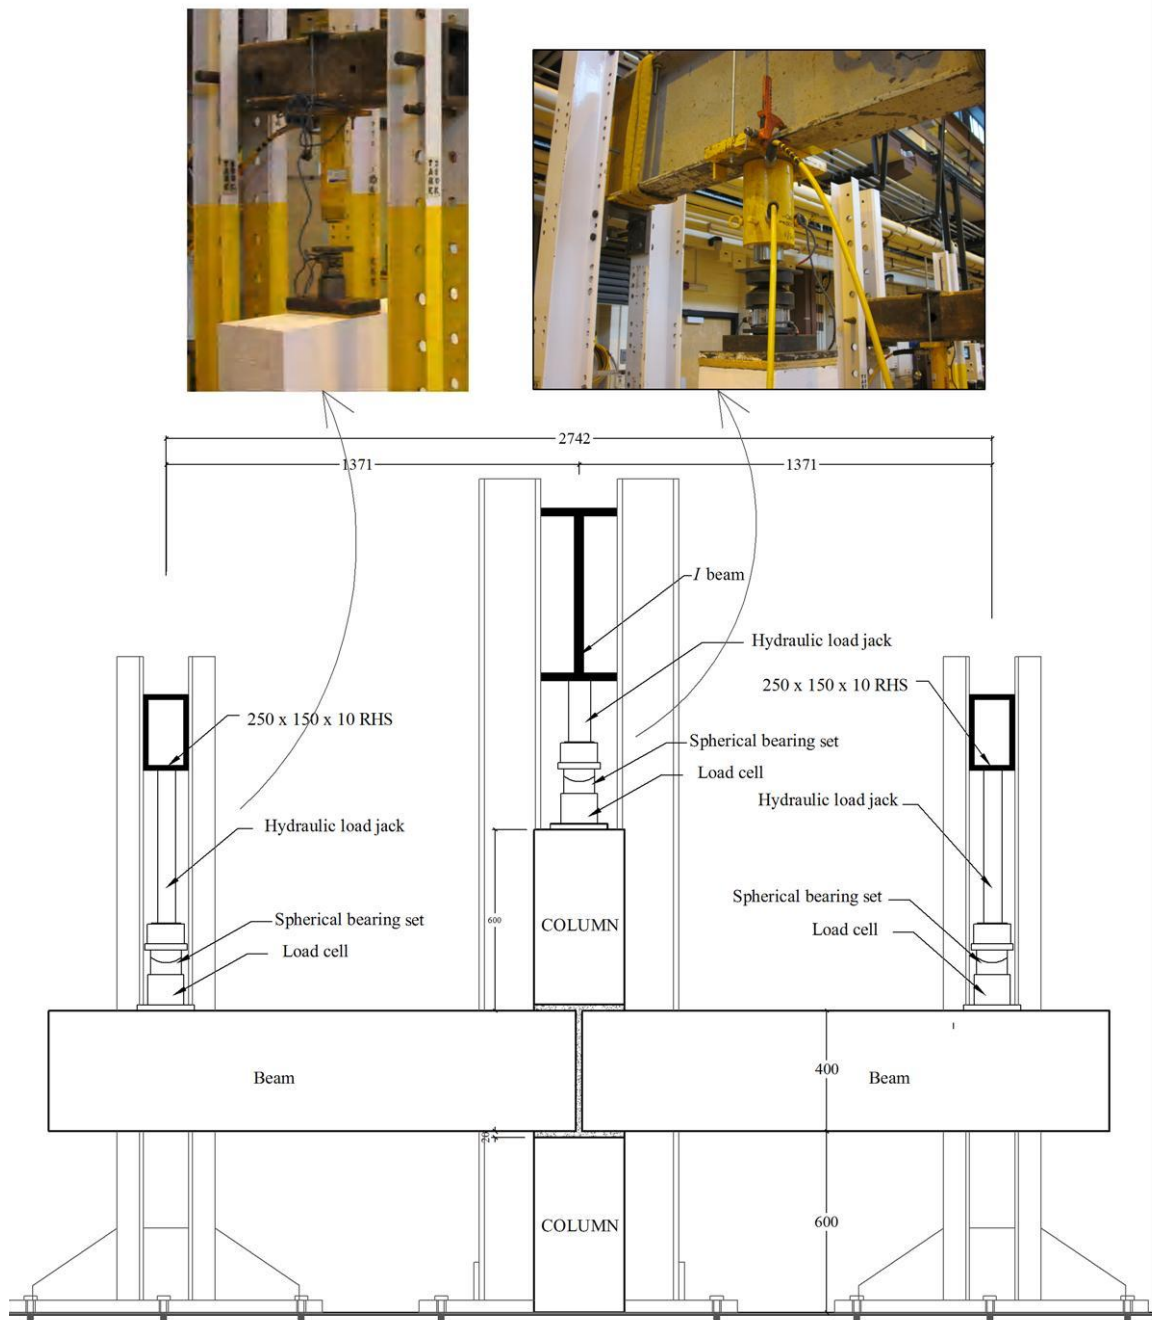 2742
1371
1371
I beam
Hydraulic load jack
250 x 150 x 10 RHS
250 x 150 x 10 RHS
Spherical bearing set
Load cell
Hydraulic load jack
Hydraulic load jack
Spherical bearing set
Load cell
Spherical bearing set
Load cell
600
COLUMN
Beam
400
Beam
20
COLUMN
600